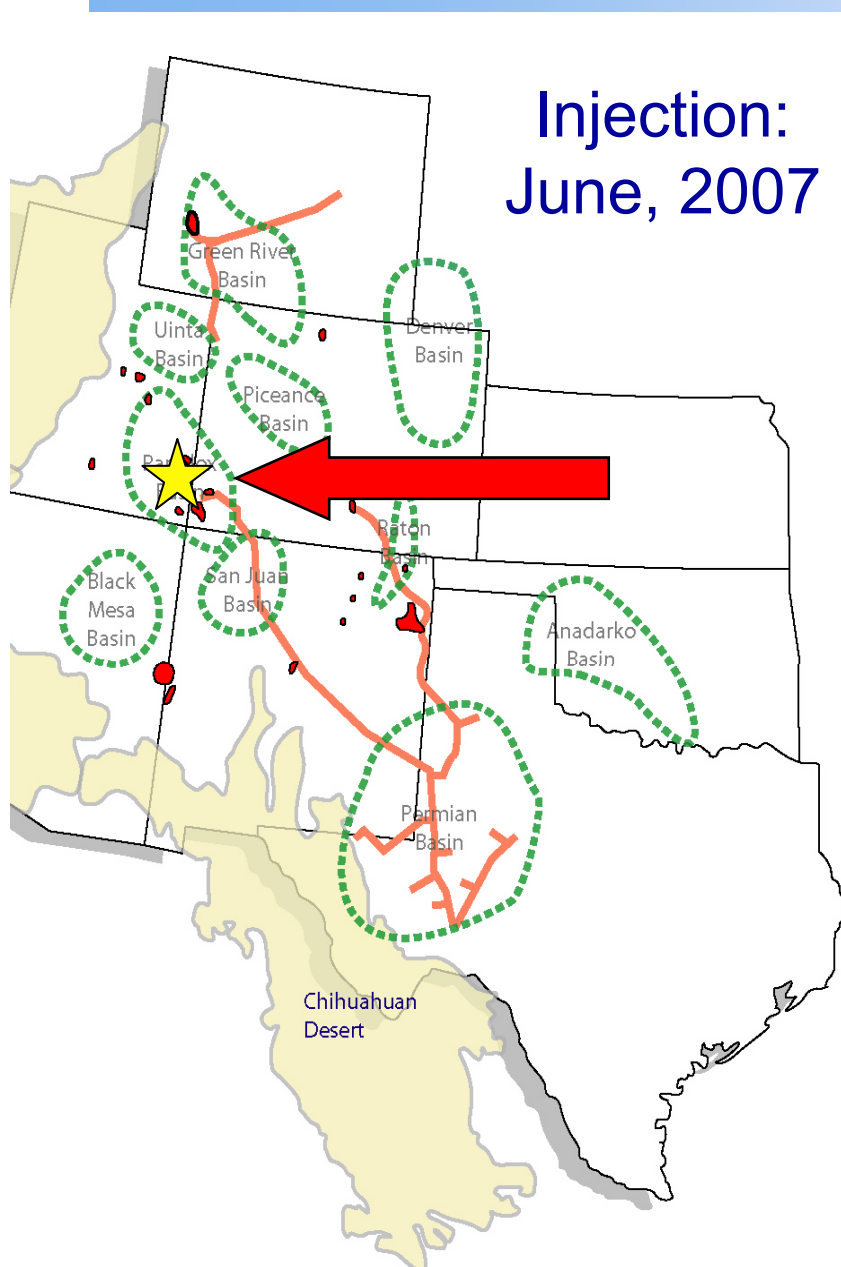 Injection:
June, 2007
Green River
Basin
Uinta
Basin
Denver
Basin
Piceance
Basin
Raton
Basin
San Juan
Basin
Black
Mesa
Basin
Anadarko
Basin
Permian
Basin
Chihuahuan
Desert